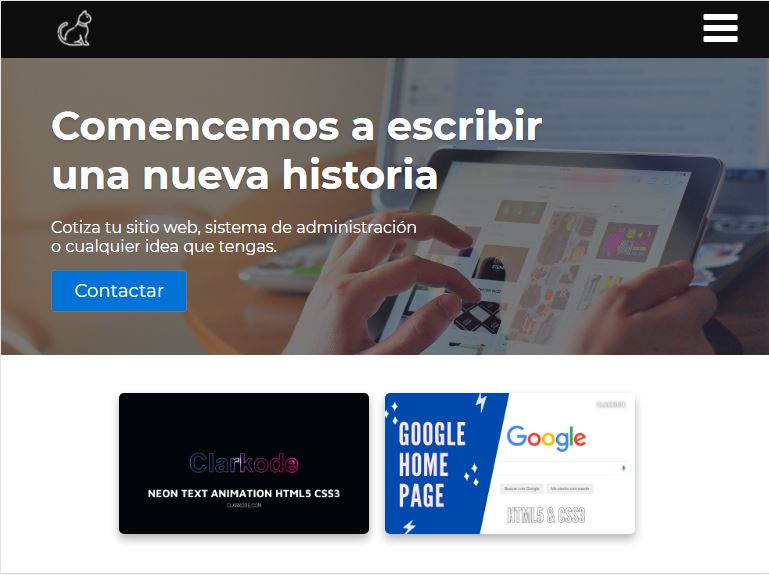 Comencemos a escribir
una nueva historia
Cotiza tu sitio web, sistema de administración
o cualquier idea que tengas.
Contactar
Clarkode
NEON TEXT ANIMATION HTML5 CSS3
CLARKODE.COM
CLARKODE
GOOGLE
HOME
PAGE
Google
Buscar con Google
Me siento con suerte
HTML5 & CSS3